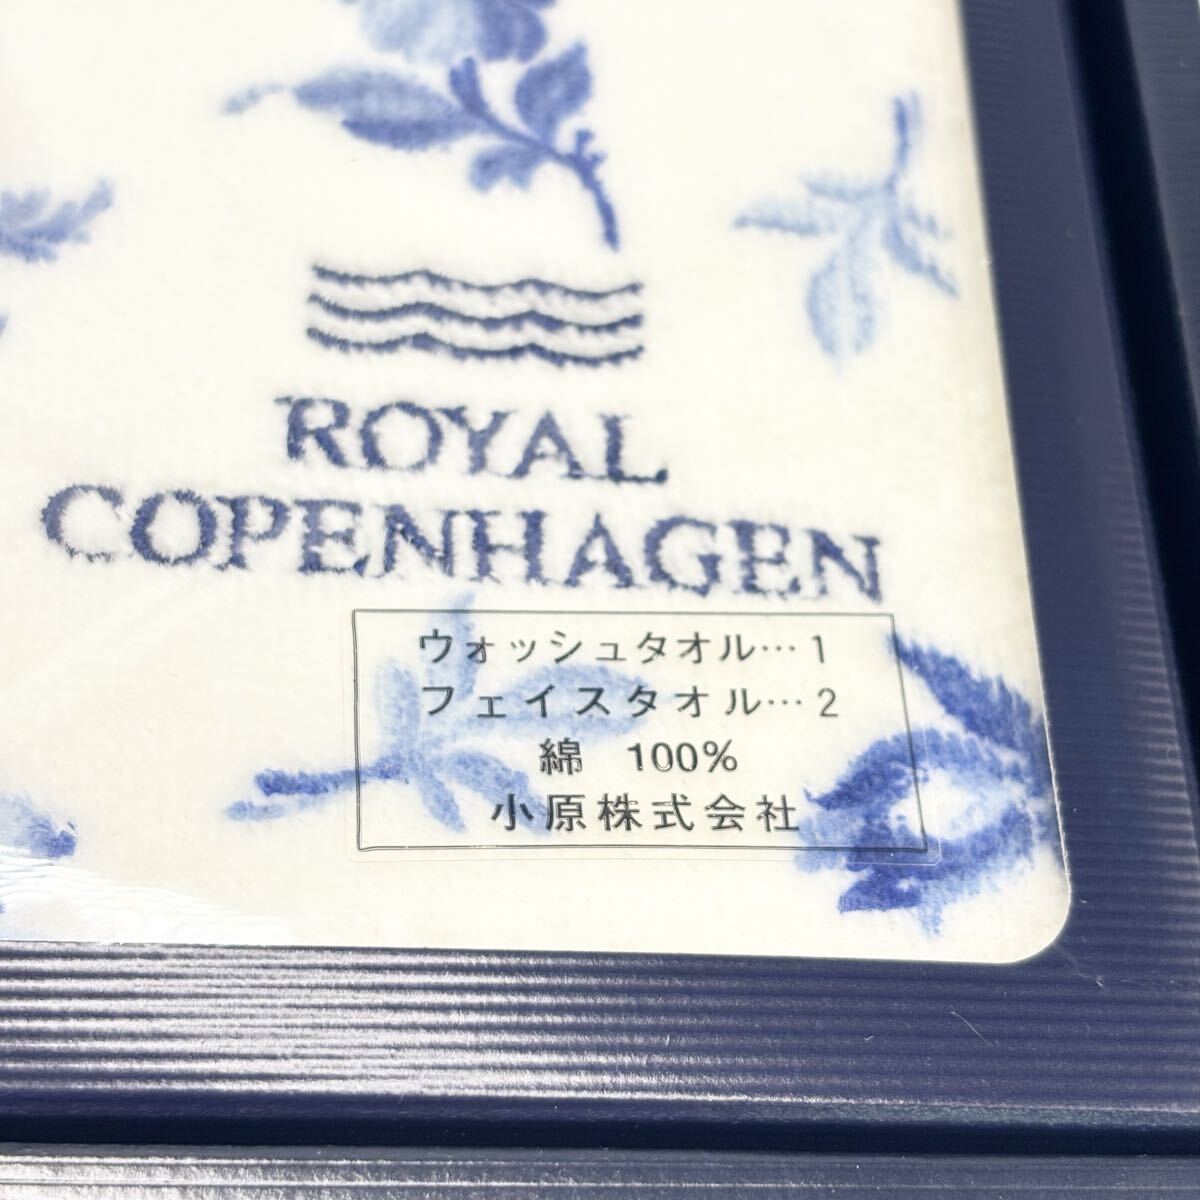 ROYAL
COPENHAGEN
ウォッシュタオル…1
フェイスタオル…2
綿　100%
小原株式会社